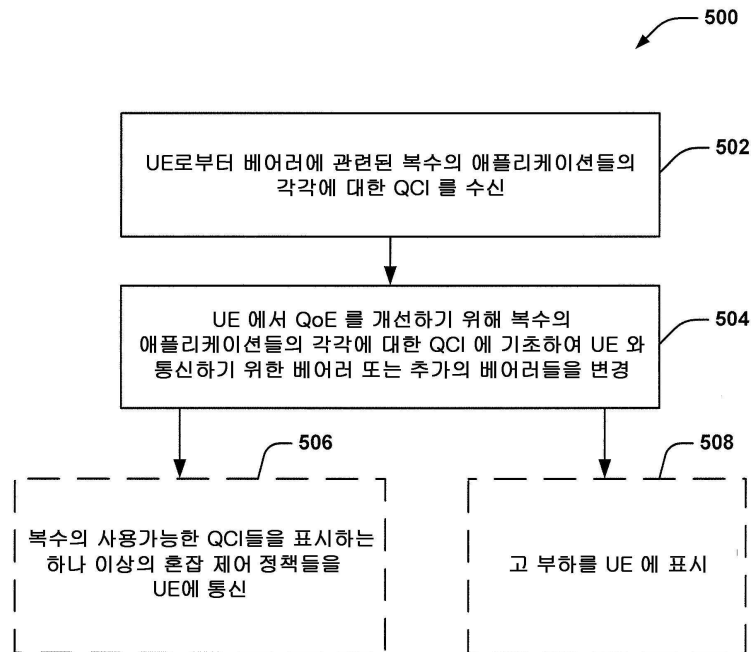 500
UE로부터 베어러에 관련된 복수의 애플리케이션들의
각각에 대한 QCI 를 수신
502
UE 에서 QoE 를 개선하기 위해 복수의
애플리케이션들의 각각에 대한 QCI 에 기초하여 UE 와
통신하기 위한 베어러 또는 추가의 베어러들을 변경
504
506
복수의 사용가능한 QCI들을 표시하는
하나 이상의 혼잡 제어 정책들을
UE에 통신
508
고 부하를 UE 에 표시